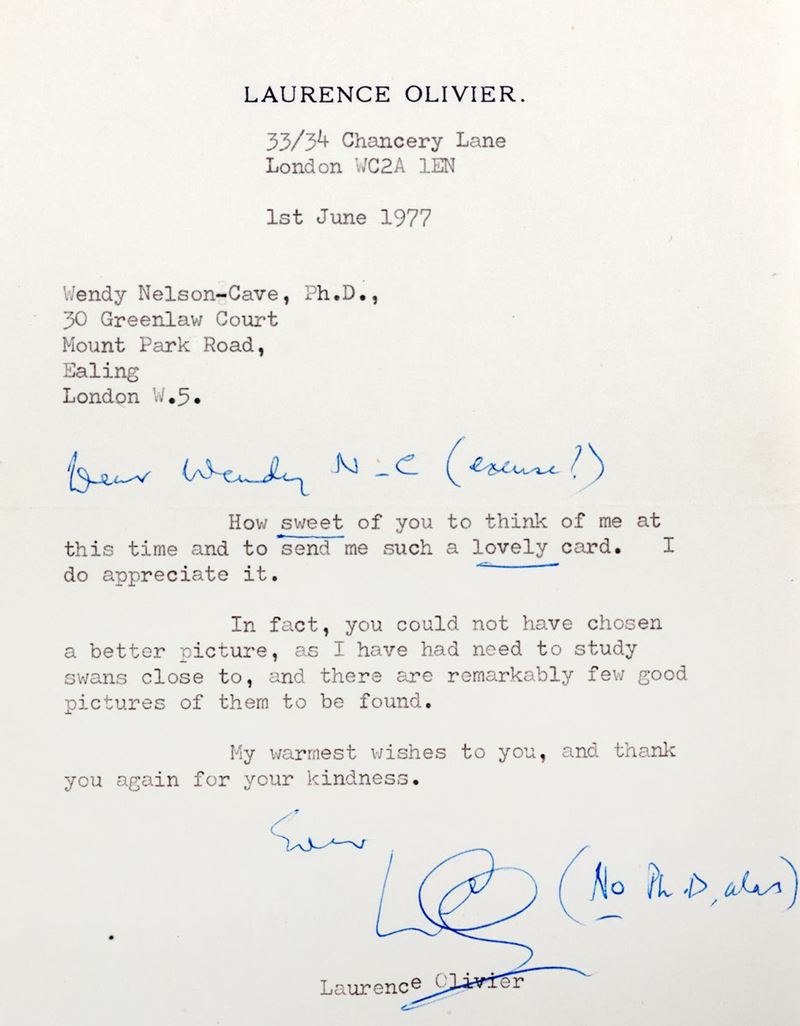 LAURENCE OLIVIER.
33/34 Chancery Lane
London WC2A 1EN
1st June 1977
Wendy Nelson-Cave, Ph.D.,
30 Greenlaw Court
Mount Park Road,
Ealing
London W.5.
Dear Wendy N-C (excuse!)
How sweet of you to think of me at
this time and to send me such a lovely card. I
do appreciate it.
In fact, you could not have chosen
a better picture, as I have had need to study
swans close to, and there are remarkably few good
pictures of them to be found.
My warmest wishes to you, and thank
you again for your kindness.
Ever
(No Ph.D, alas)
Laurence Olivier